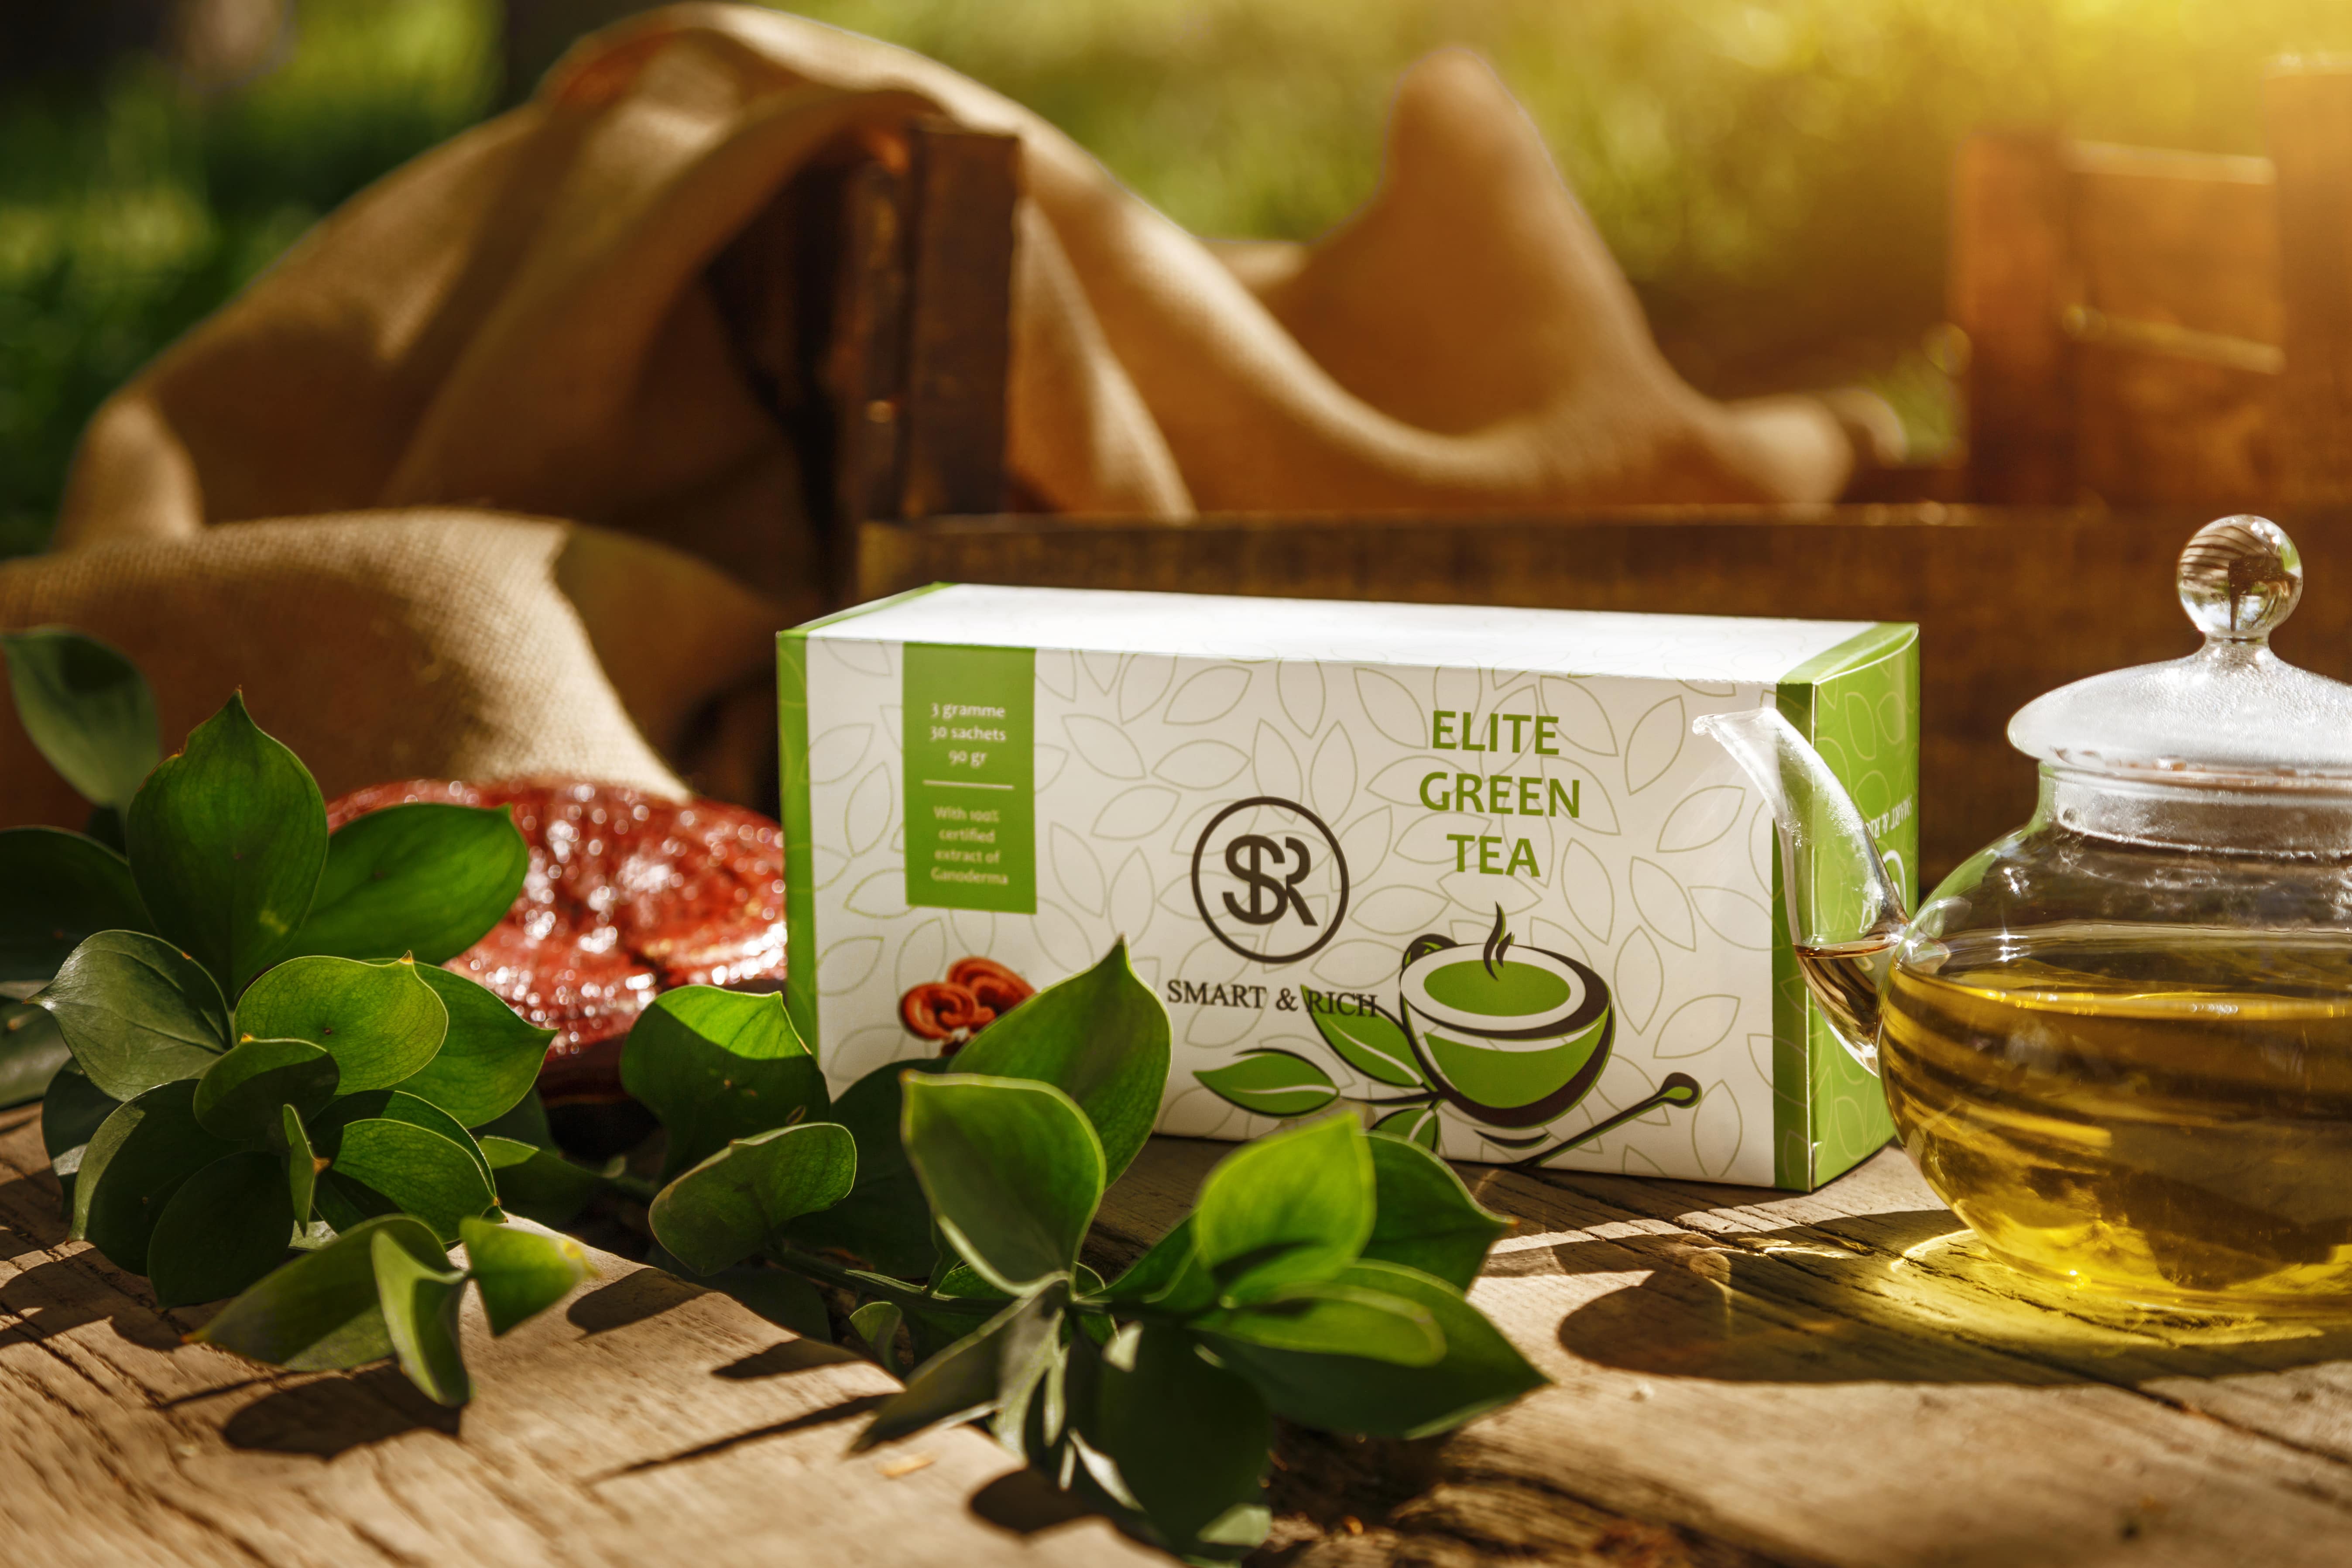 3 gramme
30 sachets
90 gr
With 100%
certified
extract of
Ganoderma
SR
SMART & RICH
ELITE
GREEN
TEA